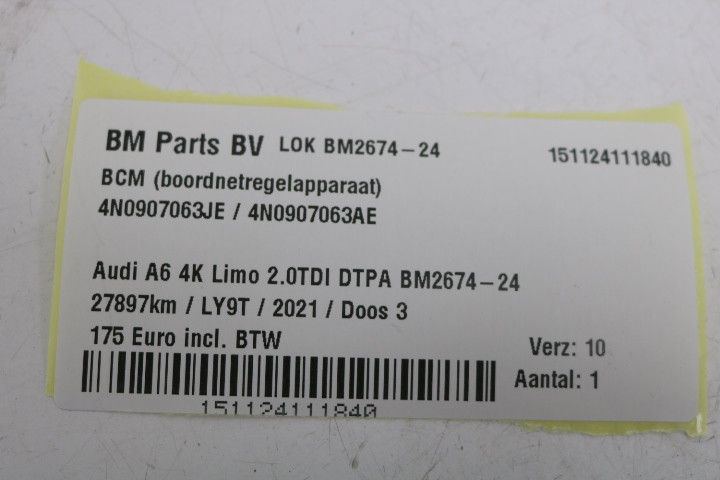 BM Parts BV LOK BM2674-24 151124111840
BCM (boordnetregelapparaat)
4N0907063JE / 4N0907063AE
Audi A6 4K Limo 2.0TDI DTPA BM2674-24
27897km / LY9T / 2021 / Doos 3
175 Euro incl. BTW
Verz: 10
Aantal: 1
151124111840